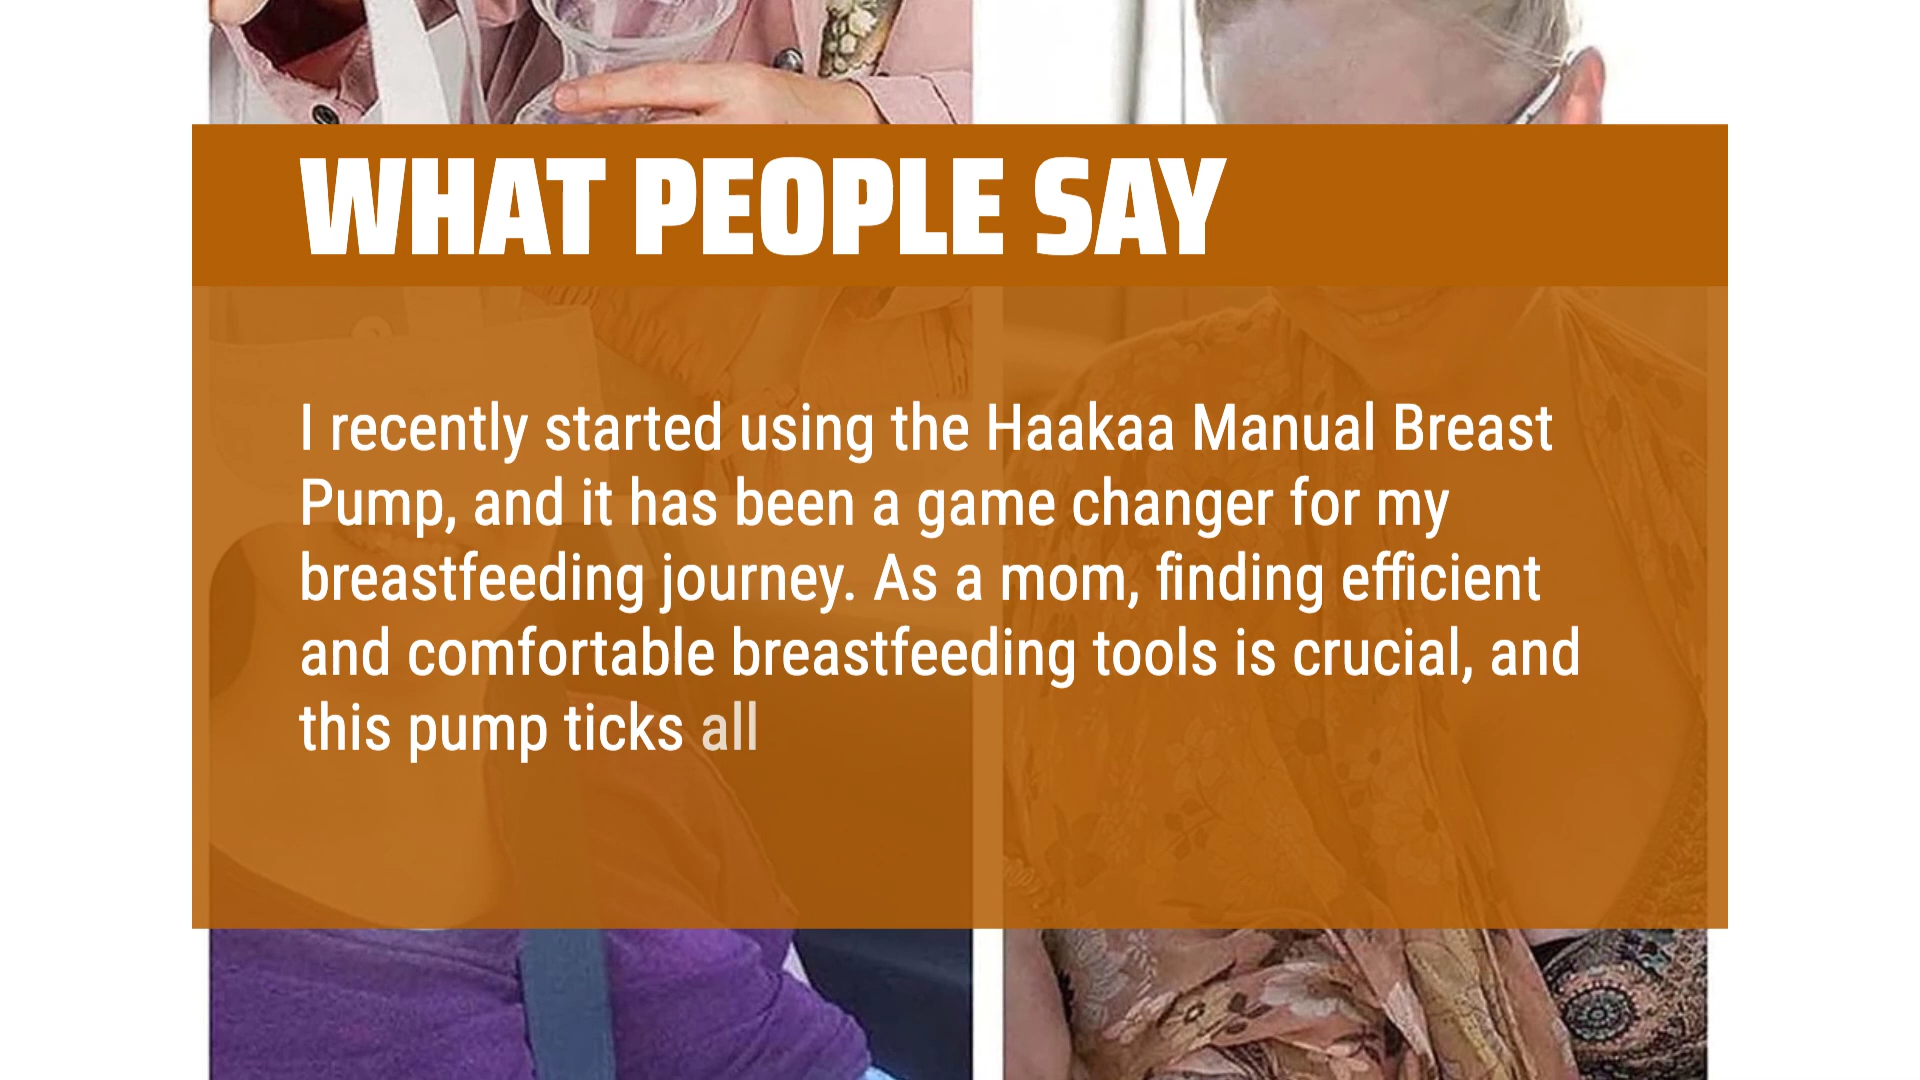 WHAT PEOPLE SAY
I recently started using the Haakaa Manual Breast
Pump, and it has been a game changer for my
breastfeeding journey. As a mom, finding efficient
and comfortable breastfeeding tools is crucial, and
this pump ticks all